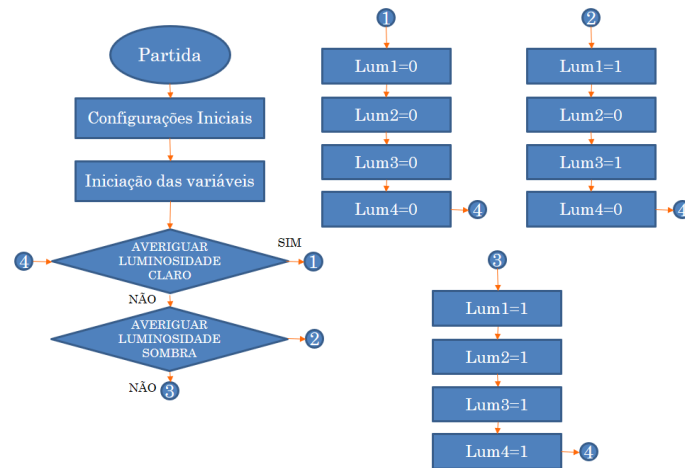 Partida
Configurações Iniciais
Iniciação das variáveis
4
AVERIGUAR
LUMINOSIDADE
CLARO
SIM
1
NÃO
AVERIGUAR
LUMINOSIDADE
SOMBRA
2
NÃO
3
1
Lum1=0
Lum2=0
Lum3=0
Lum4=0
4
2
Lum1=1
Lum2=0
Lum3=1
Lum4=0
4
3
Lum1=1
Lum2=1
Lum3=1
Lum4=1
4